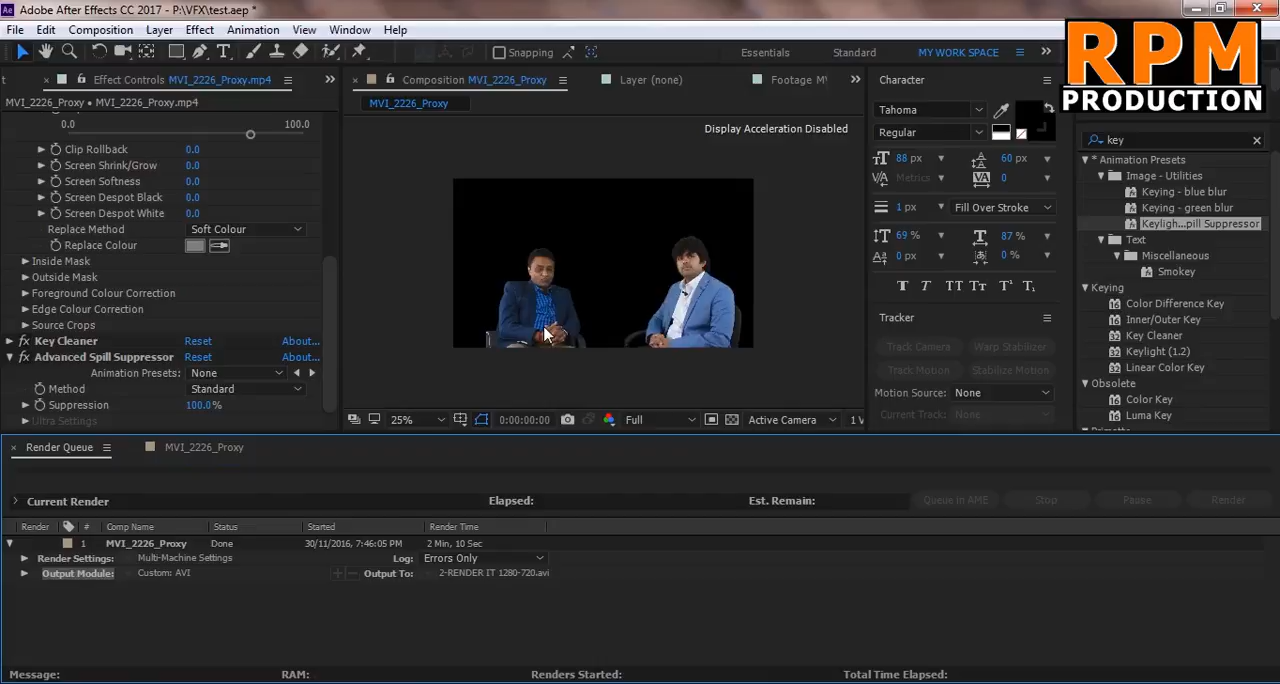 Adobe After Effects CC 2017 - P:\VFX\test.aep *
File Edit Composition Layer Effect Animation View Window Help
Snapping Essentials Standard MY WORK SPACE
RPM
PRODUCTION
Effect Controls MVI_2226_Proxy.mp4
Composition MVI_2226_Proxy
Layer (none)
Footage MV
Character
MVI_2226_Proxy • MVI_2226_Proxy.mp4
MVI_2226_Proxy
Display Acceleration Disabled
0.0 100.0
Clip Rollback 0.0
Screen Shrink/Grow 0.0
Screen Softness 0.0
Screen Despot Black 0.0
Screen Despot White 0.0
Replace Method Soft Colour
Replace Colour
Inside Mask
Outside Mask
Foreground Colour Correction
Edge Colour Correction
Source Crops
Key Cleaner Reset About...
Advanced Spill Suppressor Reset About...
Animation Presets: None
Method Standard
Suppression 100.0%
Ultra Settings
25% 0:00:00:00 Full Active Camera 1 V
Tahoma
Regular
88 px 60 px
Metrics 0
1 px Fill Over Stroke
69 % 87 %
0 px 0 %
T T TT Tт T¹ T₁
Tracker
Track Camera Warp Stabilizer
Track Motion Stabilize Motion
Motion Source: None
Current Track: None
key
* Animation Presets
Image - Utilities
Keying - blue blur
Keying - green blur
Keyligh...pill Suppressor
Text
Miscellaneous
Smokey
Keying
Color Difference Key
Inner/Outer Key
Key Cleaner
Keylight (1.2)
Linear Color Key
Obsolete
Color Key
Luma Key
Render Queue MVI_2226_Proxy
Current Render Elapsed: Est. Remain: Queue in AME Stop Pause Render
Render # Comp Name Status Started Render Time
1 MVI_2226_Proxy Done 30/11/2016, 7:46:05 PM 2 Min, 10 Sec
Render Settings: Multi-Machine Settings Log: Errors Only
Output Module: Custom: AVI Output To: 2-RENDER IT 1280-720.avi
Message: RAM: Renders Started: Total Time Elapsed: